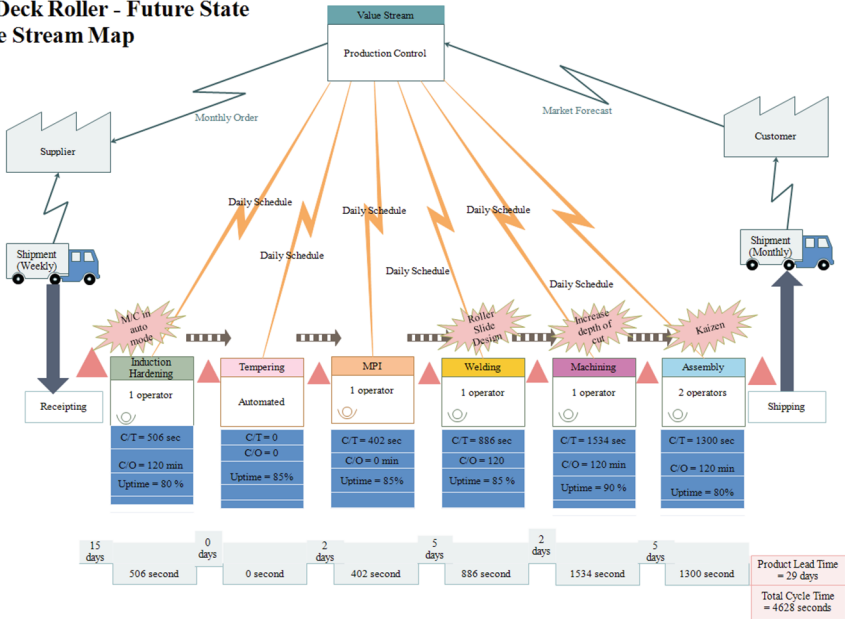 Deck Roller - Future State
e Stream Map
Value Stream
Production Control
Monthly Order
Market Forecast
Supplier
Customer
Daily Schedule
Daily Schedule
Daily Schedule
Daily Schedule
Daily Schedule
Daily Schedule
Shipment
(Weekly)
Shipment
(Monthly)
M/C in
auto
mode
Roller
Slide
Design
Increase
depth of
cut
Kaizen
Receipting
Induction
Hardening
1 operator
C/T = 506 sec
C/O = 120 min
Uptime = 80 %
Tempering
Automated
C/T = 0
C/O = 0
Uptime = 85%
MPI
1 operator
C/T = 402 sec
C/O = 0 min
Uptime = 85%
Welding
1 operator
C/T = 886 sec
C/O = 120
Uptime = 85 %
Machining
1 operator
C/T = 1534 sec
C/O = 120 min
Uptime = 90 %
Assembly
2 operators
C/T = 1300 sec
C/O = 120 min
Uptime = 80%
Shipping
15
days
506 second
0
days
0 second
2
days
402 second
5
days
886 second
2
days
1534 second
5
days
1300 second
Product Lead Time
= 29 days
Total Cycle Time
= 4628 seconds